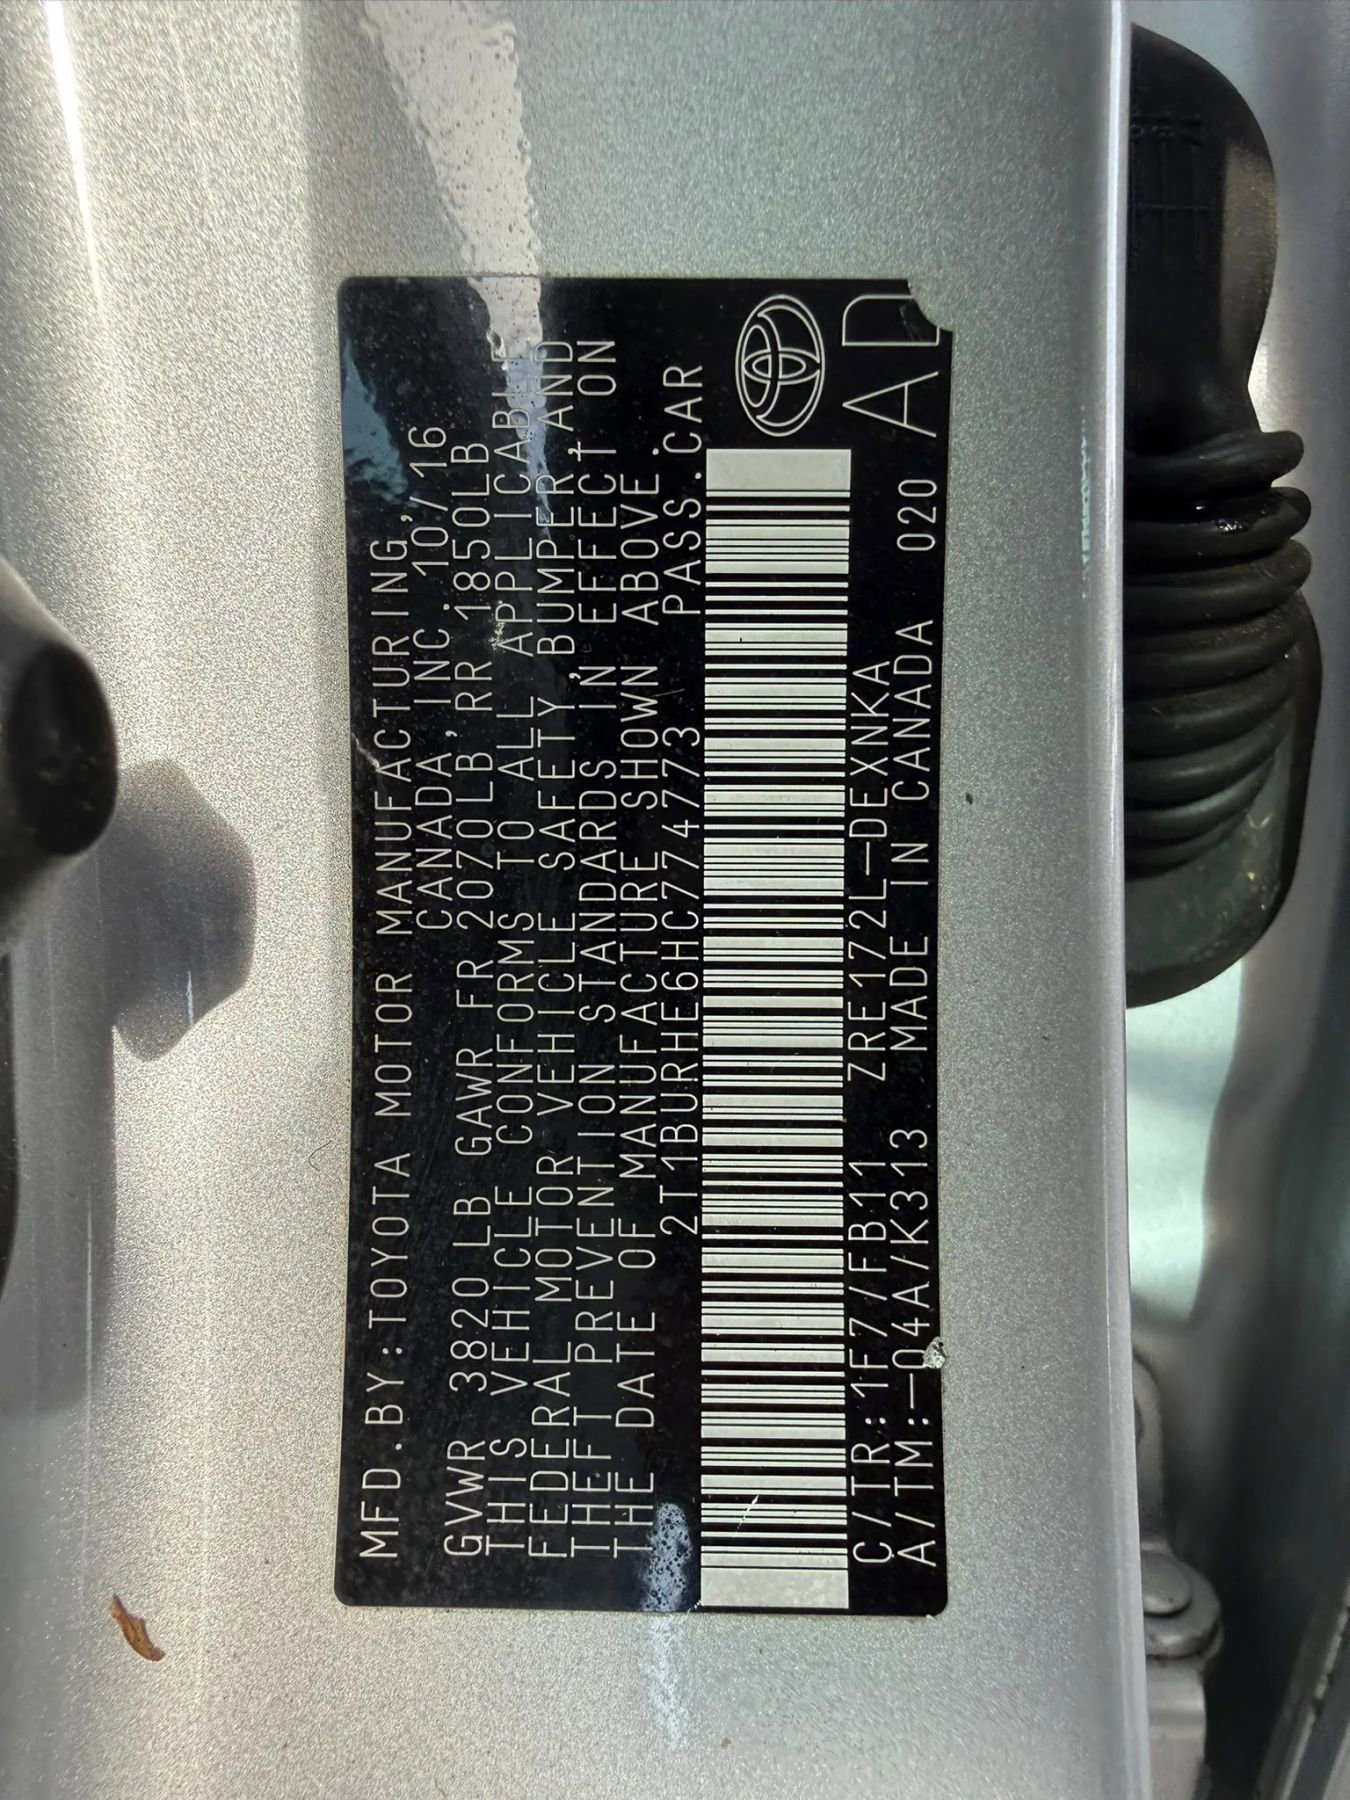 MFD.BY:TOYOTA MOTOR MANUFACTURING,
CANADA, INC. 10/16
GVWR 3820 LB GAWR FR 2070LB, RR 1850LB
THIS VEHICLE CONFORMS TO ALL APPLICABLE
FEDERAL MOTOR VEHICLE SAFETY, BUMPER, AND
THEFT PREVENTION STANDARDS IN EFFECT ON
THE DATE OF MANUFACTURE SHOWN ABOVE.
2T1BURHE6HC774773 PASS.CAR
C/TR:1F7/FB11 ZRE172L-DEXNKA
A/TM:-04A/K313 MADE IN CANADA 020
A